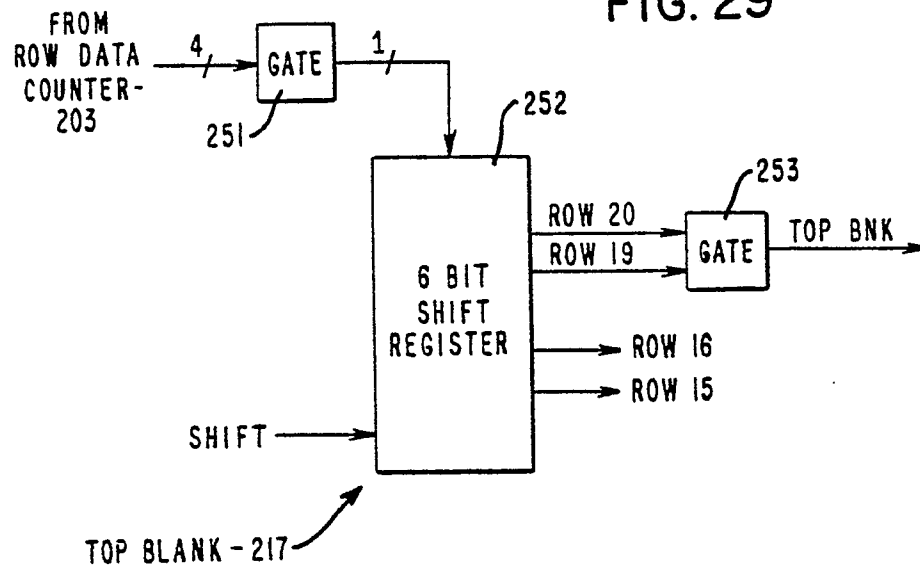 FIG. 29
FROM
ROW DATA
COUNTER-
203
4
GATE
1
251
252
253
ROW 20
ROW 19
GATE
TOP BNK
6 BIT
SHIFT
REGISTER
ROW 16
ROW 15
SHIFT
TOP BLANK-217